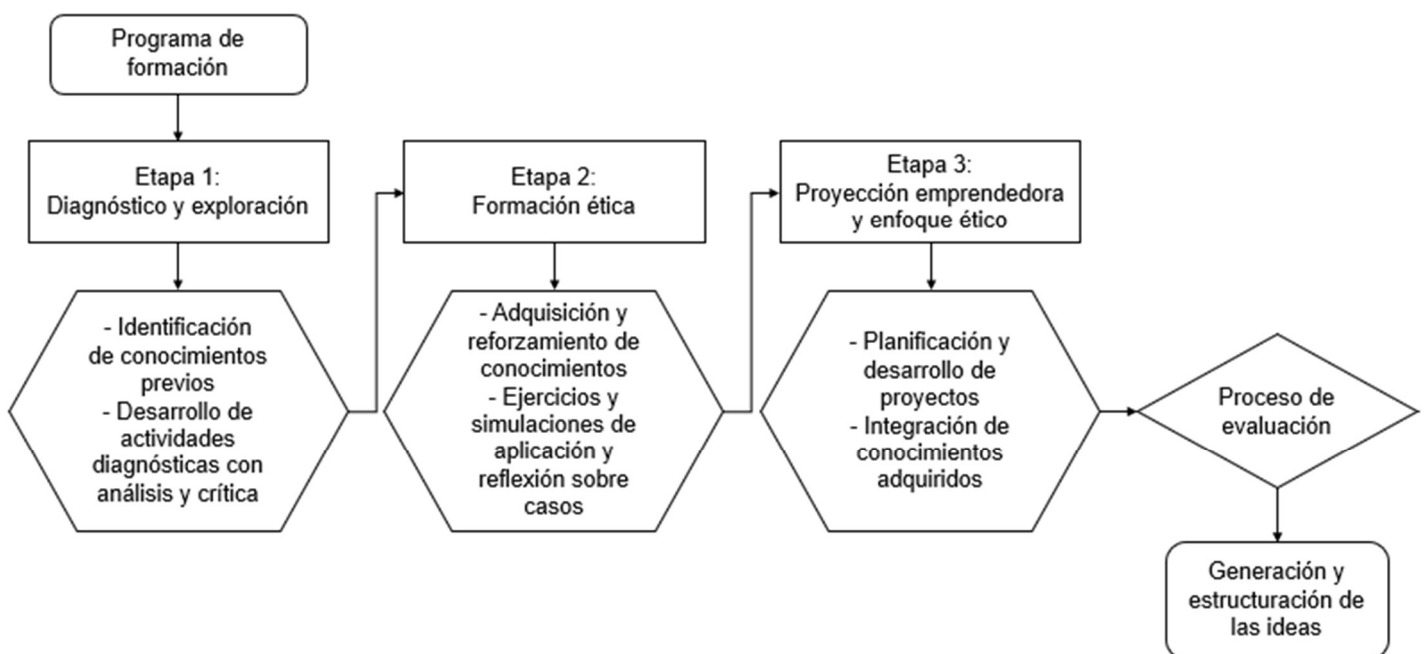 Programa de
formación
Etapa 1:
Diagnóstico y exploración
- Identificación
de conocimientos
previos
- Desarrollo de
actividades
diagnósticas con
análisis y crítica
Etapa 2:
Formación ética
- Adquisición y
reforzamiento de
conocimientos
- Ejercicios y
simulaciones de
aplicación y
reflexión sobre
casos
Etapa 3:
Proyección emprendedora
y enfoque ético
- Planificación y
desarrollo de
proyectos
- Integración de
conocimientos
adquiridos
Proceso de
evaluación
Generación y
estructuración de
las ideas